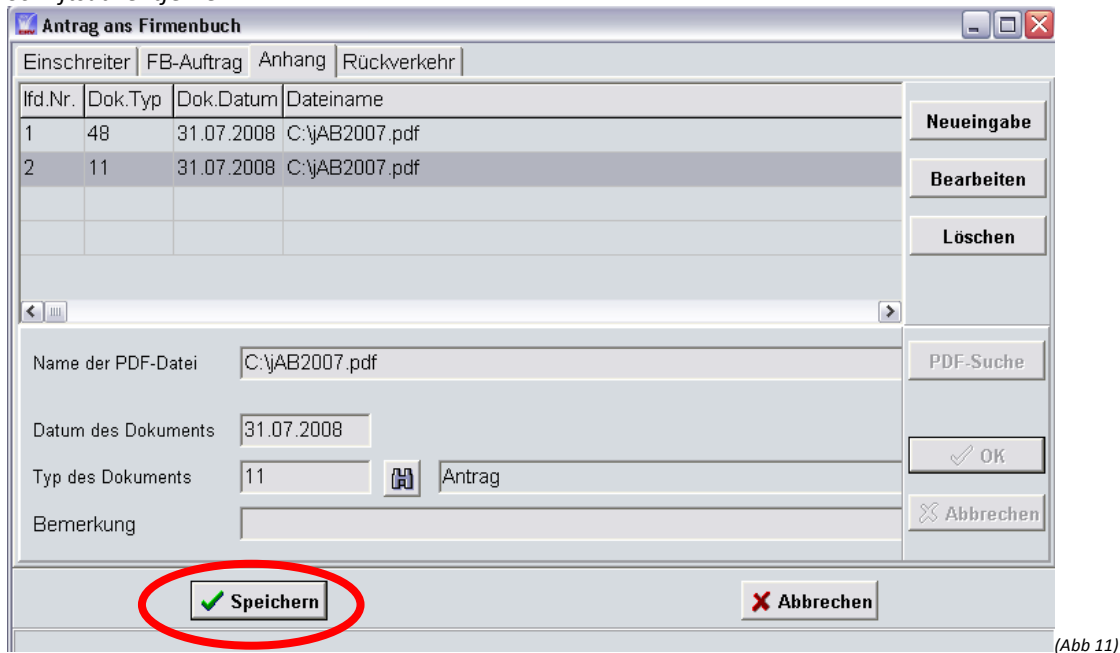 Antrag ans Firmenbuch
Einschreiter FB-Auftrag Anhang Rückverkehr
lfd.Nr. Dok.Typ Dok.Datum Dateiname
1 48 31.07.2008 C:\jAB2007.pdf
2 11 31.07.2008 C:\jAB2007.pdf
Neueingabe
Bearbeiten
Löschen
Name der PDF-Datei C:\jAB2007.pdf PDF-Suche
Datum des Dokuments 31.07.2008
OK
Typ des Dokuments 11 Antrag
Bemerkung Abbrechen
Speichern Abbrechen
(Abb 11)